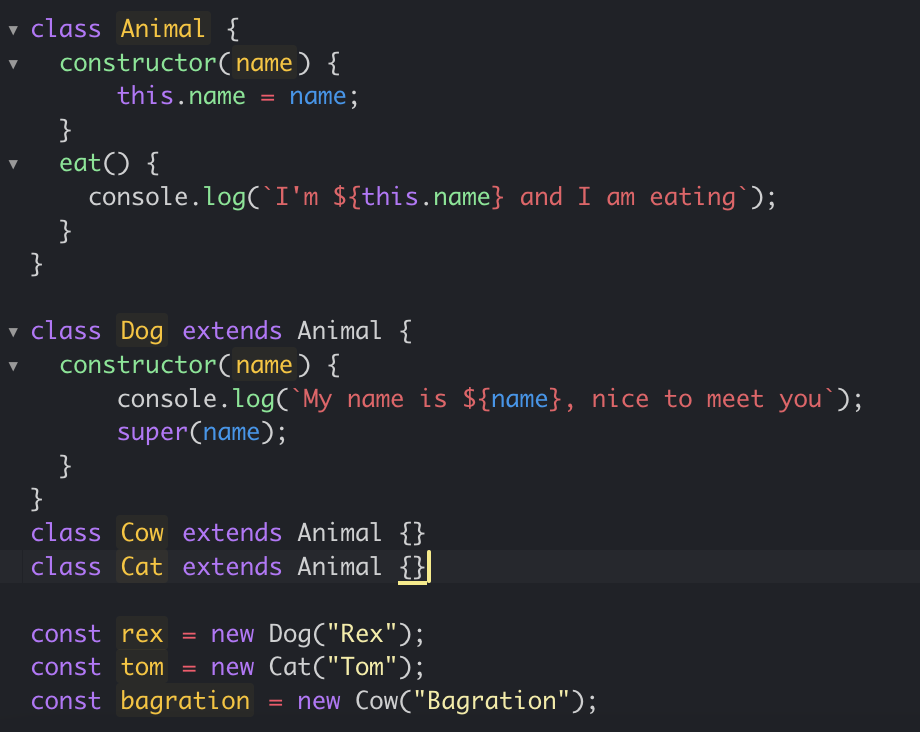 class Animal {
  constructor(name) {
      this.name = name;
  }
  eat() {
    console.log(`I'm ${this.name} and I am eating`);
  }
}
class Dog extends Animal {
  constructor(name) {
      console.log(`My name is ${name}, nice to meet you`);
      super(name);
  }
}
class Cow extends Animal {}
class Cat extends Animal {}
const rex = new Dog("Rex");
const tom = new Cat("Tom");
const bagration = new Cow("Bagration");